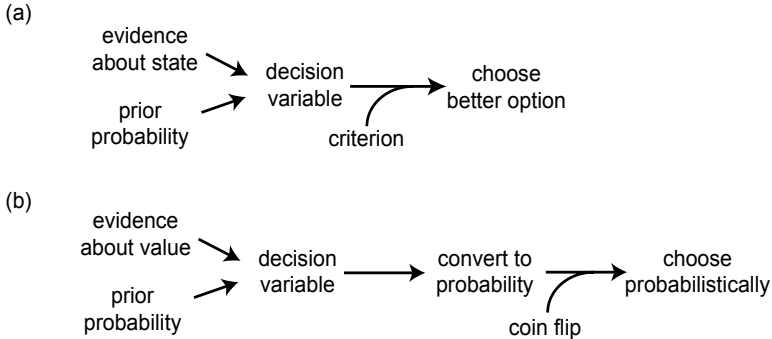 (a)
evidence
about state
prior
probability
decision
variable
criterion
choose
better option
(b)
evidence
about value
prior
probability
decision
variable
convert to
probability
coin flip
choose
probabilistically